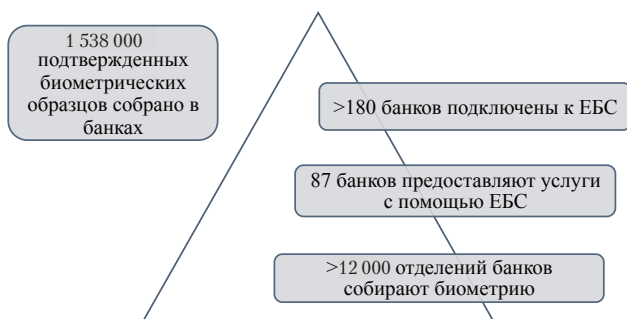 1 538 000
подтвержденных
биометрических
образцов собрано в
банках
>180 банков подключены к ЕБС
87 банков предоставляют услуги
с помощью ЕБС
>12 000 отделений банков
собирают биометрию